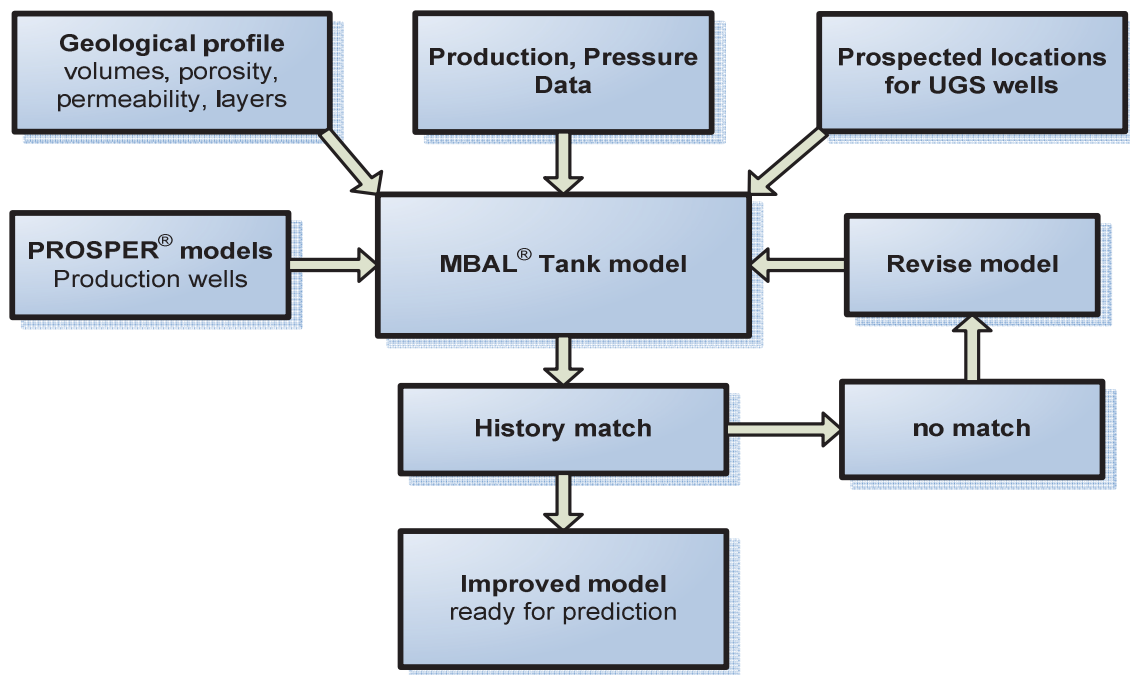 Geological profile
volumes, porosity,
permeability, layers
Production, Pressure
Data
Prospected locations
for UGS wells
PROSPER® models
Production wells
MBAL® Tank model
Revise model
History match
no match
Improved model
ready for prediction